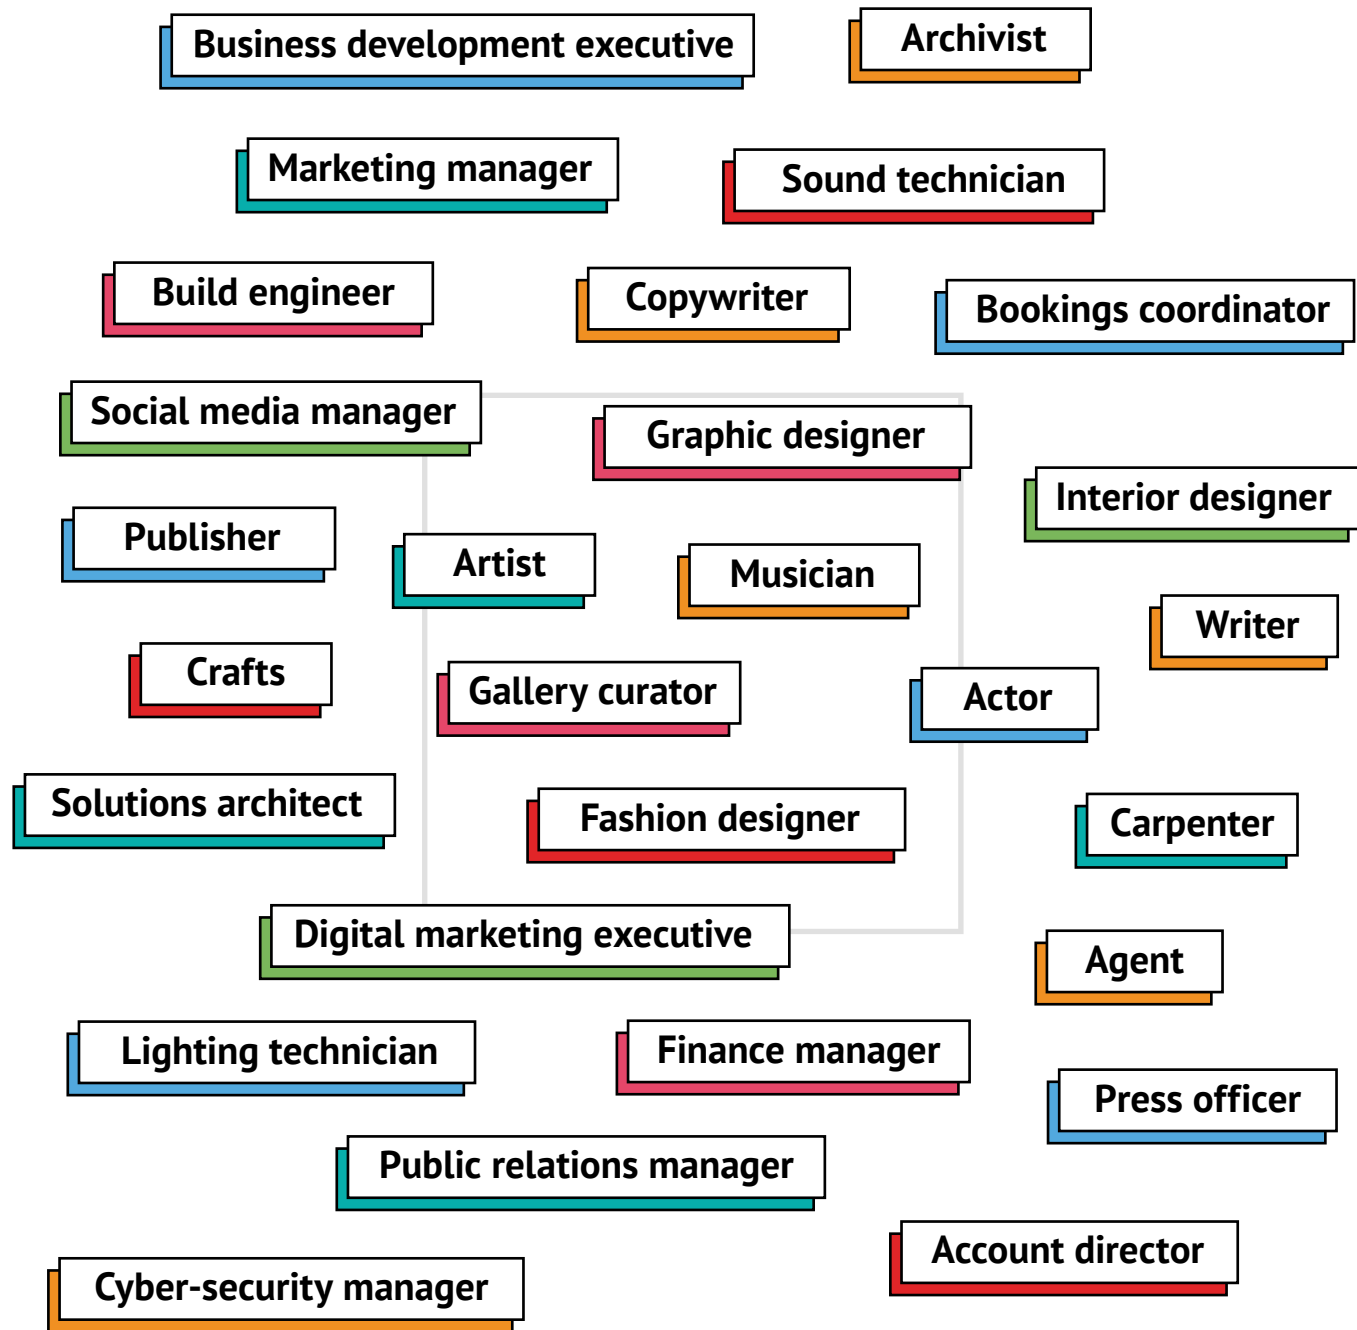 Business development executive
Archivist
Marketing manager
Sound technician
Build engineer
Copywriter
Bookings coordinator
Social media manager
Graphic designer
Interior designer
Publisher
Artist
Musician
Writer
Crafts
Gallery curator
Actor
Solutions architect
Fashion designer
Carpenter
Digital marketing executive
Agent
Lighting technician
Finance manager
Press officer
Public relations manager
Account director
Cyber-security manager